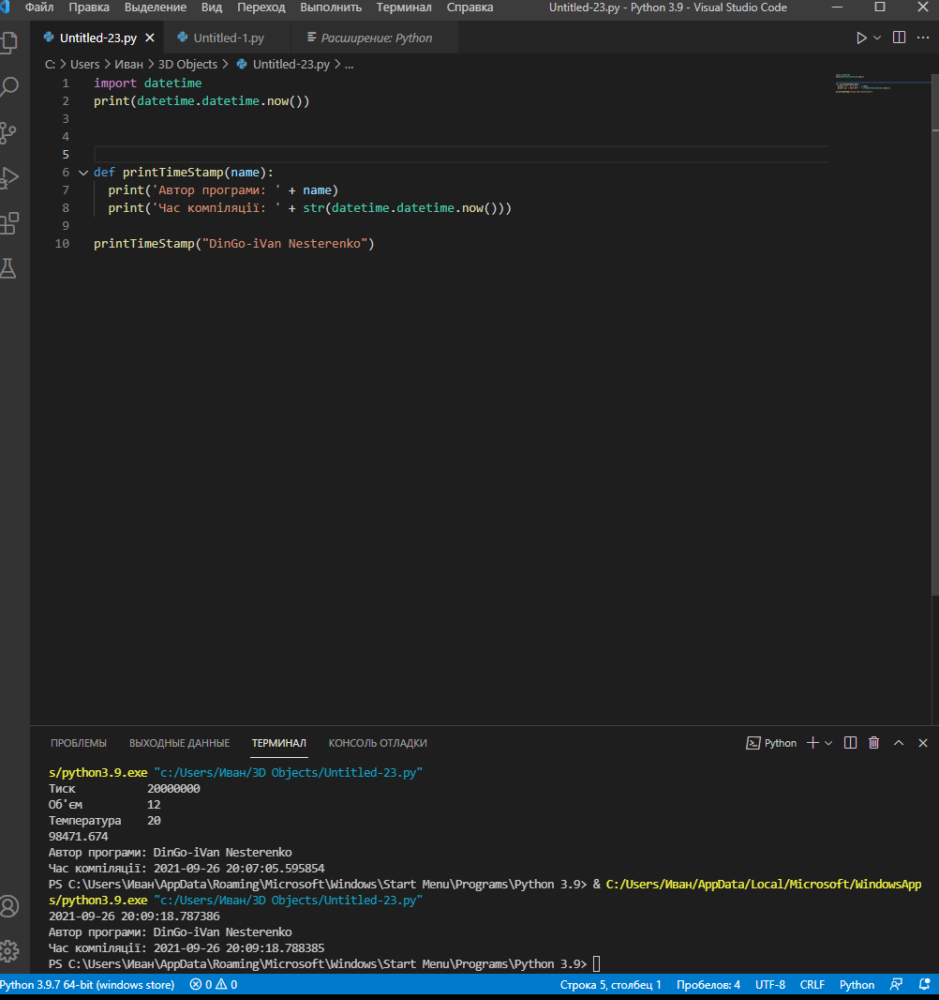 Файл Правка Выделение Вид Переход Выполнить Терминал Справка Untitled-23.py - Python 3.9 - Visual Studio Code
Untitled-23.py Untitled-1.py Расширение: Python
C: > Users > Иван > 3D Objects > Untitled-23.py > ...
1 import datetime
2 print(datetime.datetime.now())
3
4
5
6 def printTimeStamp(name):
7 print('Автор програми: ' + name)
8 print('Час компіляції: ' + str(datetime.datetime.now()))
9
10 printTimeStamp("DinGo-iVan Nesterenko")
ПРОБЛЕМЫ ВЫХОДНЫЕ ДАННЫЕ ТЕРМИНАЛ КОНСОЛЬ ОТЛАДКИ Python
s/python3.9.exe "c:/Users/Иван/3D Objects/Untitled-23.py"
Тиск 20000000
Об'єм 12
Температура 20
98471.674
Автор програми: DinGo-iVan Nesterenko
Час компіляції: 2021-09-26 20:07:05.595854
PS C:\Users\Иван\AppData\Roaming\Microsoft\Windows\Start Menu\Programs\Python 3.9> & C:/Users/Иван/AppData/Local/Microsoft/WindowsApp
s/python3.9.exe "c:/Users/Иван/3D Objects/Untitled-23.py"
2021-09-26 20:09:18.787386
Автор програми: DinGo-iVan Nesterenko
Час компіляції: 2021-09-26 20:09:18.788385
PS C:\Users\Иван\AppData\Roaming\Microsoft\Windows\Start Menu\Programs\Python 3.9>
Python 3.9.7 64-bit (windows store) 0 0 Строка 5, столбец 1 Пробелов: 4 UTF-8 CRLF Python